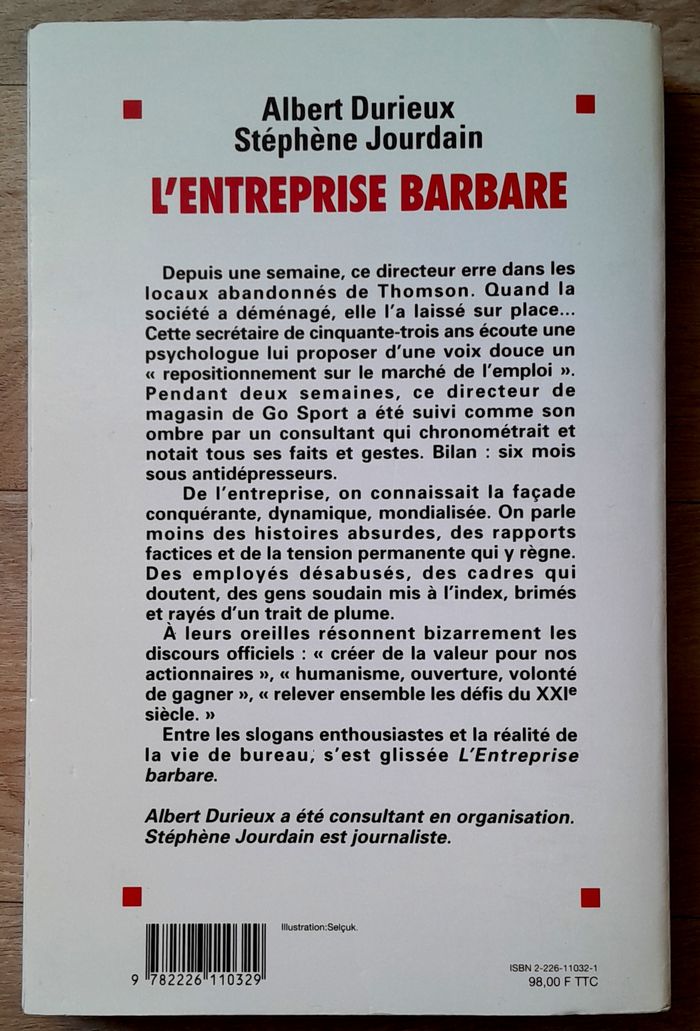 Albert Durieux
Stéphène Jourdain
L'ENTREPRISE BARBARE
Depuis une semaine, ce directeur erre dans les
locaux abandonnés de Thomson. Quand la
société a déménagé, elle l'a laissé sur place...
Cette secrétaire de cinquante-trois ans écoute une
psychologue lui proposer d'une voix douce un
« repositionnement sur le marché de l'emploi ».
Pendant deux semaines, ce directeur de
magasin de Go Sport a été suivi comme son
ombre par un consultant qui chronométrait et
notait tous ses faits et gestes. Bilan : six mois
sous antidépresseurs.
De l'entreprise, on connaissait la façade
conquérante, dynamique, mondialisée. On parle
moins des histoires absurdes, des rapports
factices et de la tension permanente qui y règne.
Des employés désabusés, des cadres qui
doutent, des gens soudain mis à l'index, brimés
et rayés d'un trait de plume.
À leurs oreilles résonnent bizarrement les
discours officiels : « créer de la valeur pour nos
actionnaires », « humanisme, ouverture, volonté
de gagner », « relever ensemble les défis du XXIe
siècle. »
Entre les slogans enthousiastes et la réalité de
la vie de bureau, s'est glissée L'Entreprise
barbare.
Albert Durieux a été consultant en organisation.
Stéphène Jourdain est journaliste.
Illustration:Selçuk.
9 782226 110329
ISBN 2-226-11032-1
98,00 F TTC